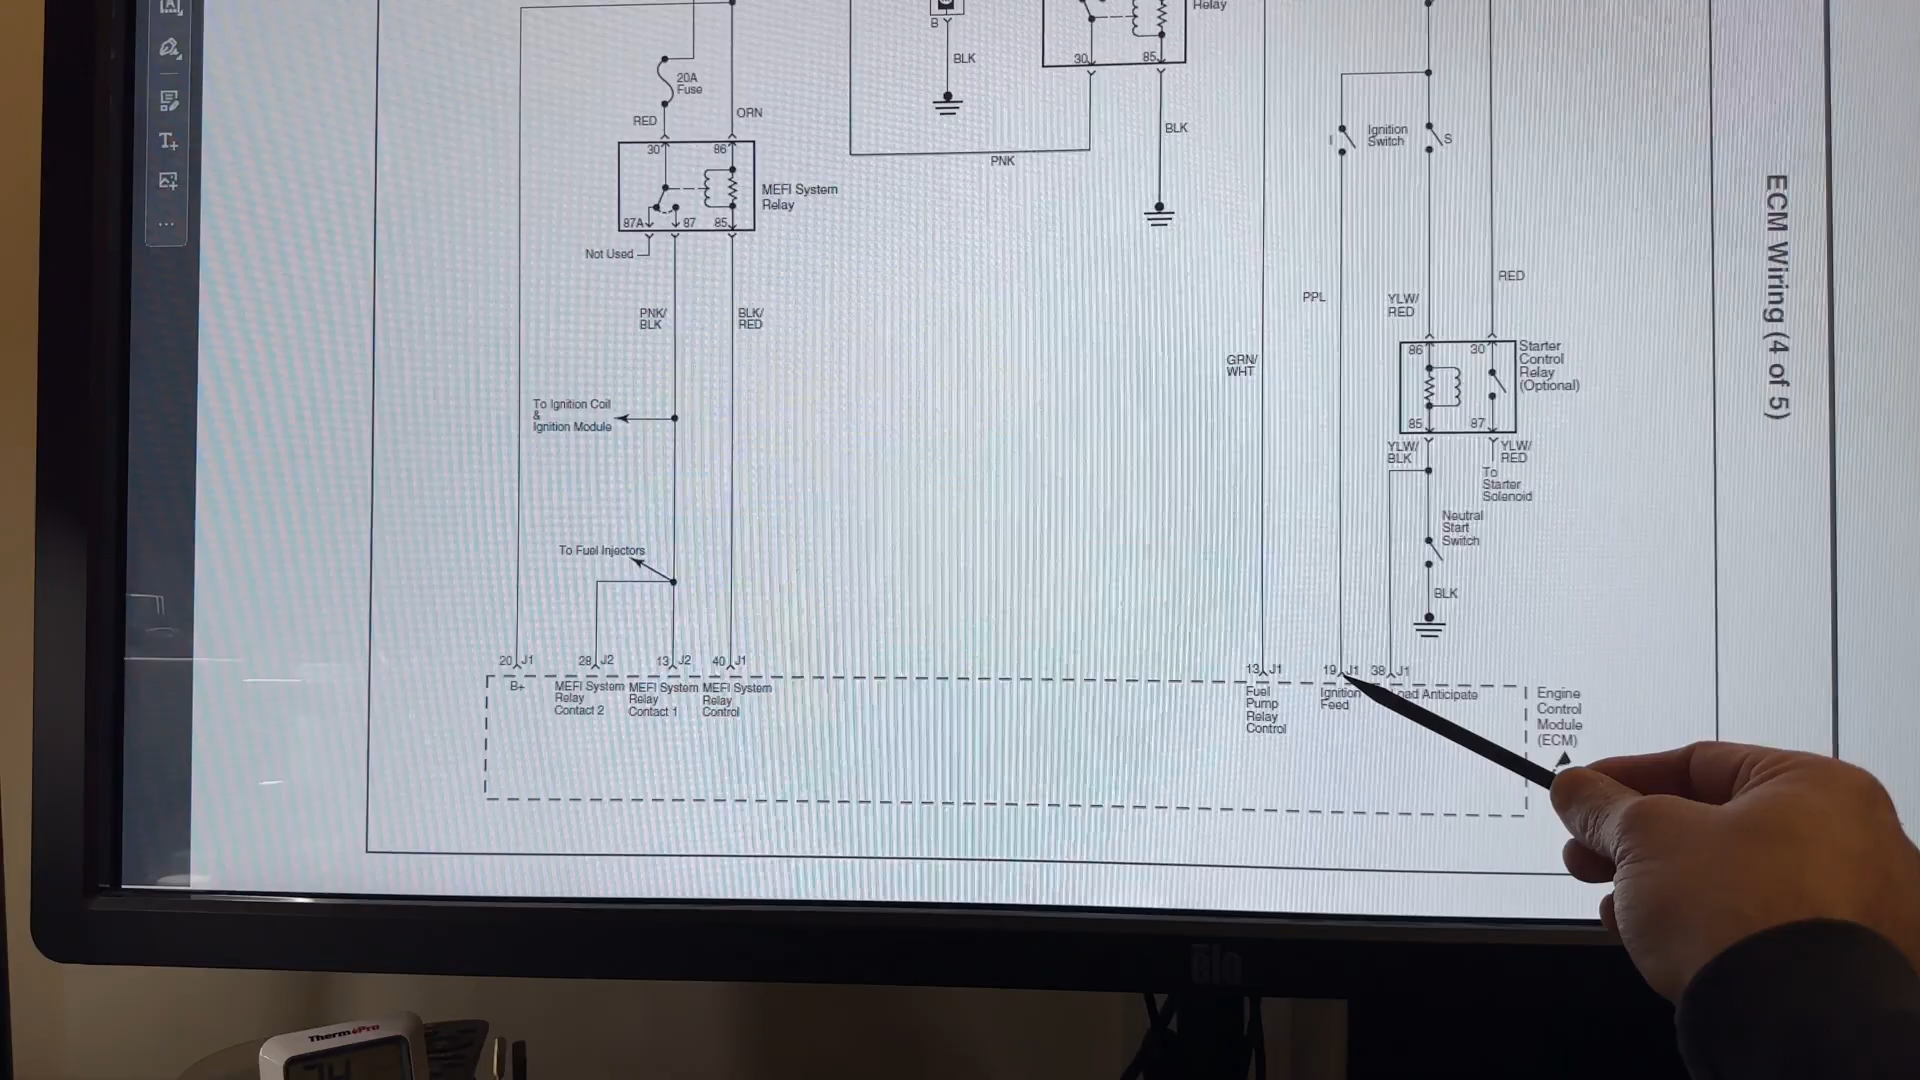 Relay
B
BLK
30
85
20A
Fuse
RED
ORN
BLK
PNK
I
Ignition
Switch
S
30
86
MEFI System
Relay
87A
87
85
Not Used
ECM Wiring (4 of 5)
RED
PPL
YLW/
RED
PNK/
BLK
BLK/
RED
GRN/
WHT
86
30
Starter
Control
Relay
(Optional)
85
87
To Ignition Coil
&
Ignition Module
YLW/
BLK
YLW/
RED
To
Starter
Solenoid
Neutral
Start
Switch
To Fuel Injectors
BLK
20 J1
28 J2
13 J2
40 J1
13 J1
19 J1
38 J1
B+
MEFI System
Relay
Contact 2
MEFI System
Relay
Contact 1
MEFI System
Relay
Control
Fuel
Pump
Relay
Control
Ignition
Feed
Load Anticipate
Engine
Control
Module
(ECM)
ThermoPro
74